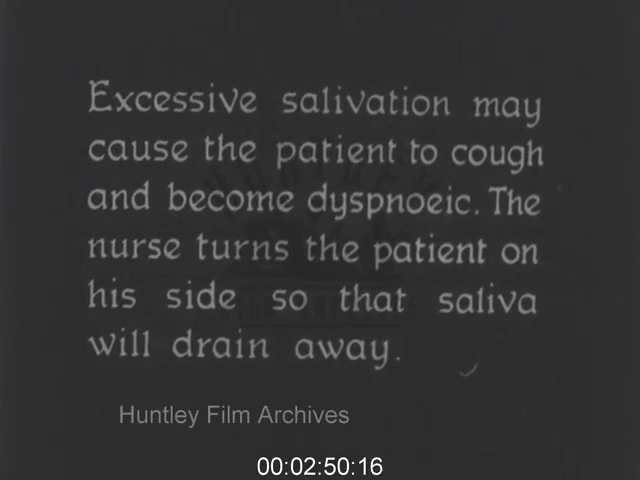 Excessive salivation may
cause the patient to cough
and become dyspnoeic. The
nurse turns the patient on
his side so that saliva
will drain away.
Huntley Film Archives
00:02:50:16